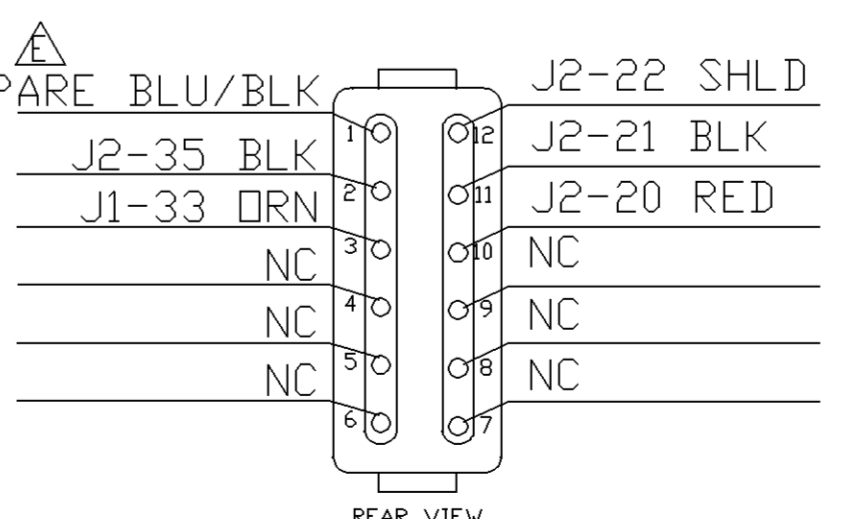 E
PARE BLU/BLK
J2-22 SHLD
1
12
J2-35 BLK
J2-21 BLK
2
11
J1-33 ORN
J2-20 RED
3
10
NC
NC
4
9
NC
NC
5
8
NC
NC
6
7
REAR VIEW